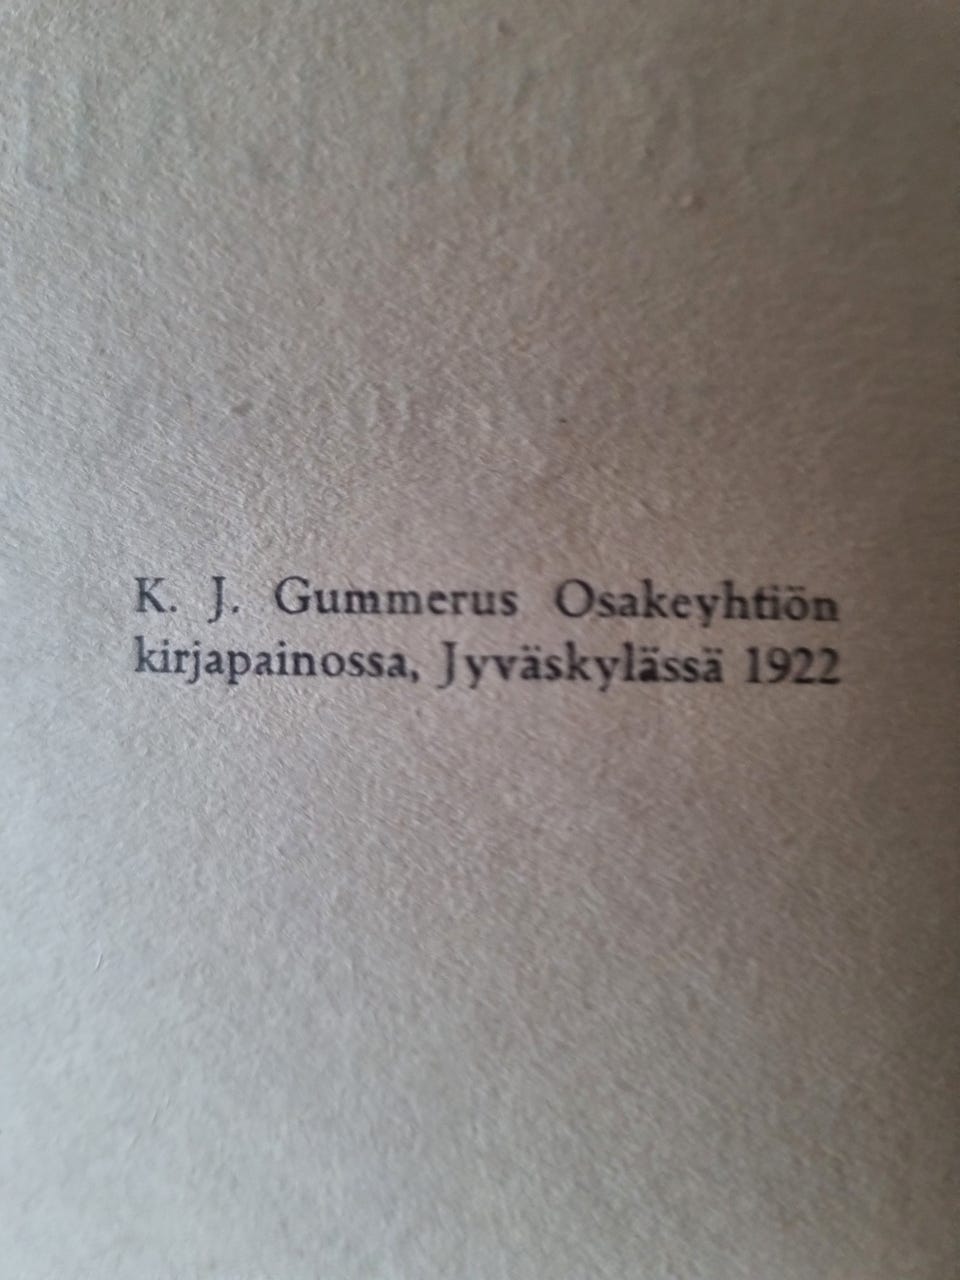 K. J. Gummerus Osakeyhtiön
kirjapainossa, Jyväskylässä 1922